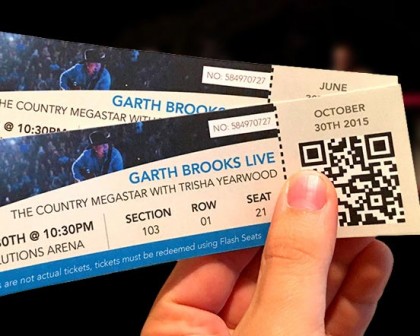 NO: 584970727
JUNE
GARTH BROOKS
THE COUNTRY MEGASTAR WITH
@ 10:30PM
NO: 584970727
OCTOBER
30TH 2015
GARTH BROOKS LIVE
THE COUNTRY MEGASTAR WITH TRISHA YEARWOOD
30TH @ 10:30PM
SECTION ROW SEAT
103 01 21
LUTIONS ARENA
s are not actual tickets, tickets must be redeemed using Flash Seats